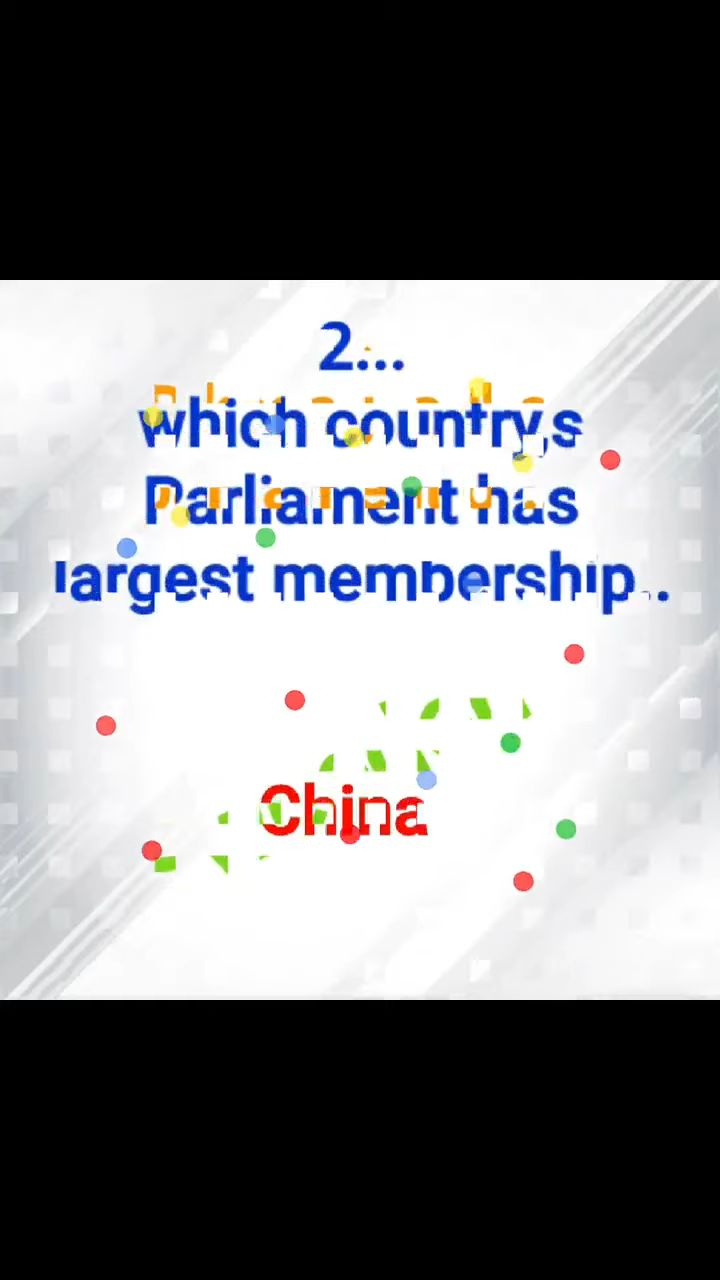 2...
which country,s
Parliament has
largest membership..
China